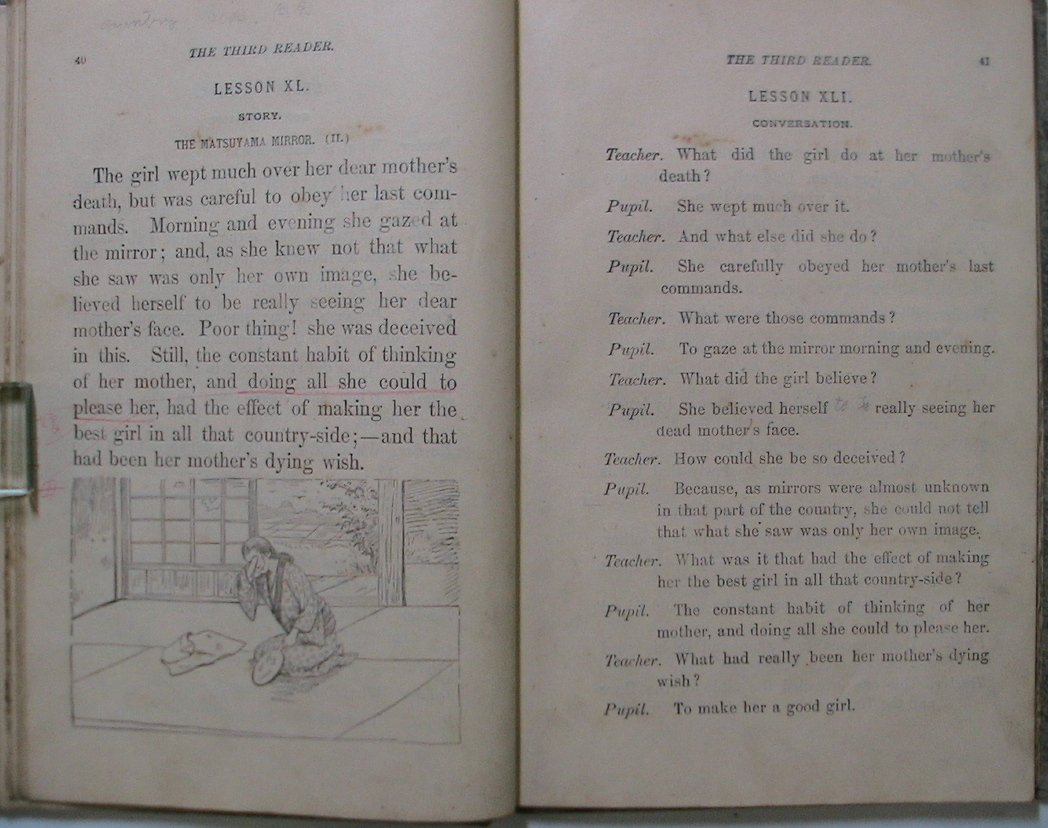 40
THE THIRD READER.
LESSON XL.
STORY.
THE MATSUYAMA MIRROR. (II.)
The girl wept much over her dear mother's
death, but was careful to obey her last com-
mands. Morning and evening she gazed at
the mirror; and, as she knew not that what
she saw was only her own image, she be-
lieved herself to be really seeing her dear
mother's face. Poor thing! she was deceived
in this. Still, the constant habit of thinking
of her mother, and doing all she could to
please her, had the effect of making her the
best girl in all that country-side;—and that
had been her mother's dying wish.
THE THIRD READER.
41
LESSON XLI.
CONVERSATION.
Teacher. What did the girl do at her mother's
death?
Pupil. She wept much over it.
Teacher. And what else did she do?
Pupil. She carefully obeyed her mother's last
commands.
Teacher. What were those commands?
Pupil. To gaze at the mirror morning and evening.
Teacher. What did the girl believe?
Pupil. She believed herself really seeing her
dead mother's face.
Teacher. How could she be so deceived?
Pupil. Because, as mirrors were almost unknown
in that part of the country, she could not tell
that what she saw was only her own image.
Teacher. What was it that had the effect of making
her the best girl in all that country-side?
Pupil. The constant habit of thinking of her
mother, and doing all she could to please her.
Teacher. What had really been her mother's dying
wish?
Pupil. To make her a good girl.